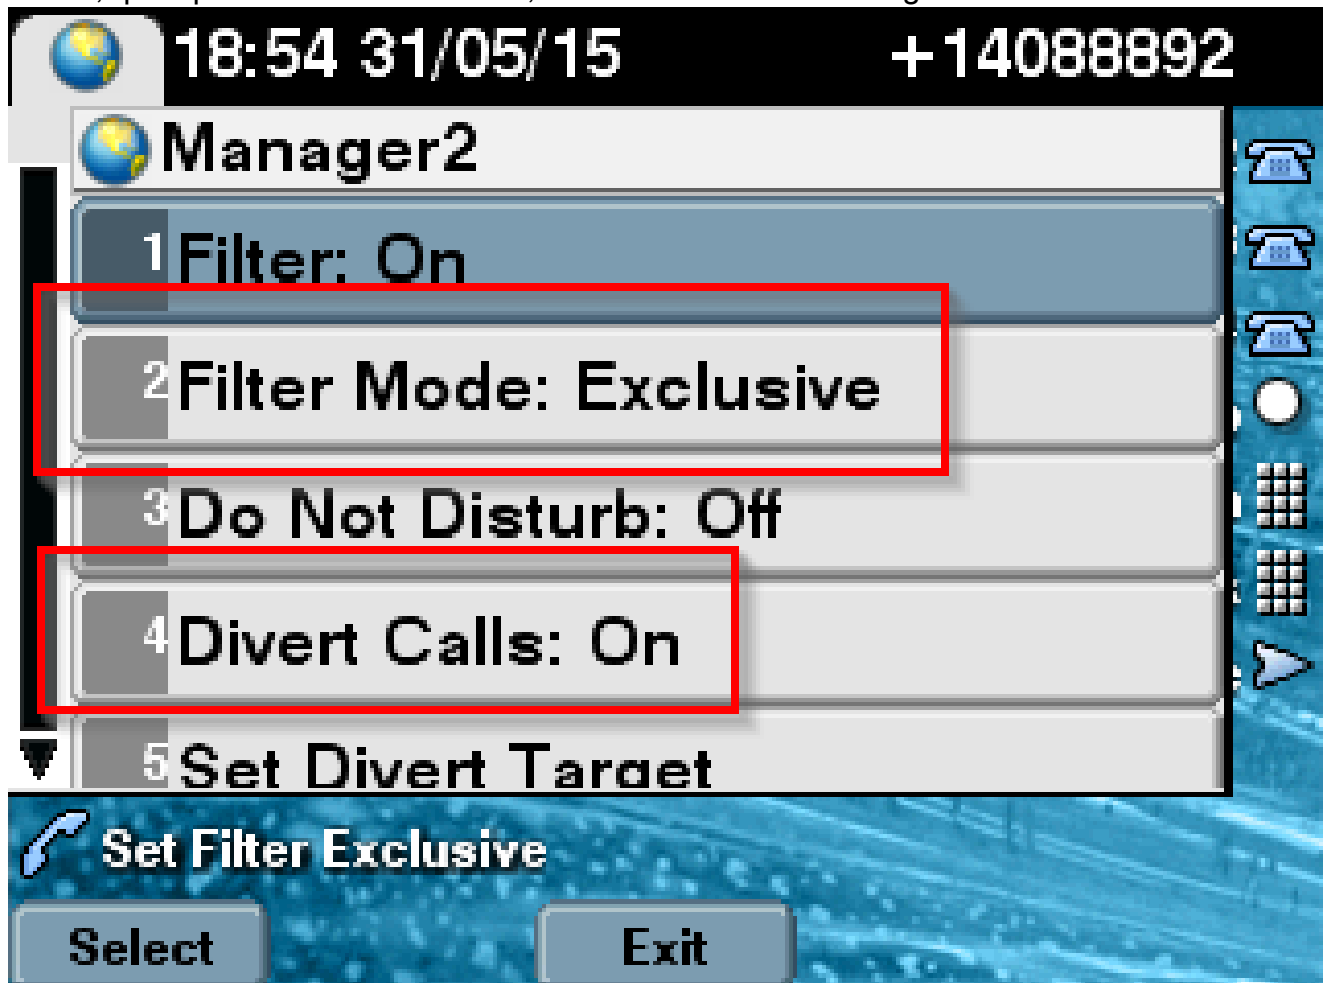 18:54 31/05/15 +14088892
Manager2
1 Filter: On
2 Filter Mode: Exclusive
3 Do Not Disturb: Off
4 Divert Calls: On
5 Set Divert Target
Set Filter Exclusive
Select Exit